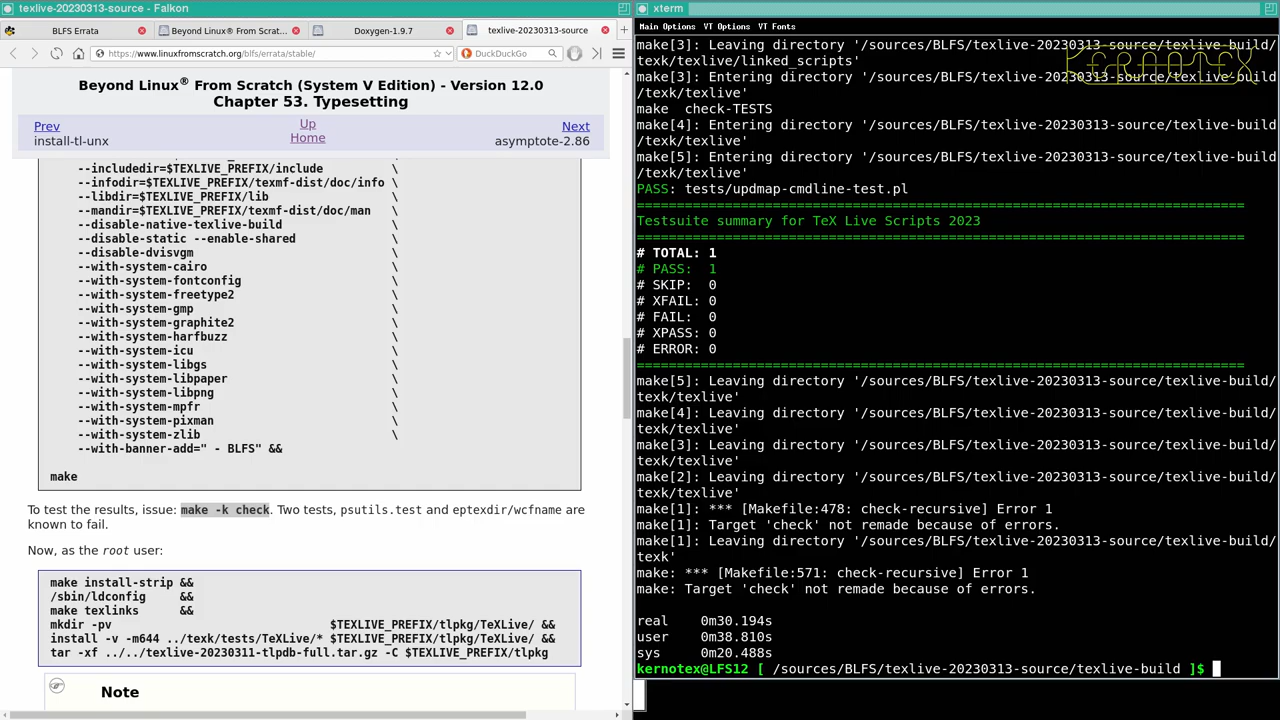 texlive-20230313-source - Falkon
BLFS Errata
Beyond Linux® From Scrat...
Doxygen-1.9.7
texlive-20230313-source
https://www.linuxfromscratch.org/blfs/errata/stable/
DuckDuckGo
Beyond Linux® From Scratch (System V Edition) - Version 12.0
Chapter 53. Typesetting
Prev
Up
Next
install-tl-unx
Home
asymptote-2.86
--includedir=$TEXLIVE_PREFIX/include \
--infodir=$TEXLIVE_PREFIX/texmf-dist/doc/info \
--libdir=$TEXLIVE_PREFIX/lib \
--mandir=$TEXLIVE_PREFIX/texmf-dist/doc/man \
--disable-native-texlive-build \
--disable-static --enable-shared \
--disable-dvisvgm \
--with-system-cairo \
--with-system-fontconfig \
--with-system-freetype2 \
--with-system-gmp \
--with-system-graphite2 \
--with-system-harfbuzz \
--with-system-icu \
--with-system-libgs \
--with-system-libpaper \
--with-system-libpng \
--with-system-mpfr \
--with-system-pixman \
--with-system-zlib \
--with-banner-add=" - BLFS" &&
make
To test the results, issue: make -k check. Two tests, psutils.test and eptexdir/wcfname are
known to fail.
Now, as the root user:
make install-strip &&
/sbin/ldconfig &&
make texlinks &&
mkdir -pv $TEXLIVE_PREFIX/tlpkg/TeXLive/ &&
install -v -m644 ../texk/tests/TeXLive/* $TEXLIVE_PREFIX/tlpkg/TeXLive/ &&
tar -xf ../../texlive-20230311-tlpdb-full.tar.gz -C $TEXLIVE_PREFIX/tlpkg
Note
xterm
Main Options VT Options VT Fonts
KERNOTEX
make[3]: Leaving directory '/sources/BLFS/texlive-20230313-source/texlive-build/
texk/texlive/linked_scripts'
make[3]: Entering directory '/sources/BLFS/texlive-20230313-source/texlive-build
/texk/texlive'
make  check-TESTS
make[4]: Entering directory '/sources/BLFS/texlive-20230313-source/texlive-build
/texk/texlive'
make[5]: Entering directory '/sources/BLFS/texlive-20230313-source/texlive-build
/texk/texlive'
PASS: tests/updmap-cmdline-test.pl
============================================================================
Testsuite summary for TeX Live Scripts 2023
============================================================================
# TOTAL: 1
# PASS:  1
# SKIP:  0
# XFAIL: 0
# FAIL:  0
# XPASS: 0
# ERROR: 0
============================================================================
make[5]: Leaving directory '/sources/BLFS/texlive-20230313-source/texlive-build/
texk/texlive'
make[4]: Leaving directory '/sources/BLFS/texlive-20230313-source/texlive-build/
texk/texlive'
make[3]: Leaving directory '/sources/BLFS/texlive-20230313-source/texlive-build/
texk/texlive'
make[2]: Leaving directory '/sources/BLFS/texlive-20230313-source/texlive-build/
texk/texlive'
make[1]: *** [Makefile:478: check-recursive] Error 1
make[1]: Target 'check' not remade because of errors.
make[1]: Leaving directory '/sources/BLFS/texlive-20230313-source/texlive-build/
texk'
make: *** [Makefile:571: check-recursive] Error 1
make: Target 'check' not remade because of errors.
real    0m30.194s
user    0m38.810s
sys     0m20.488s
kernotex@LFS12 [ /sources/BLFS/texlive-20230313-source/texlive-build ]$